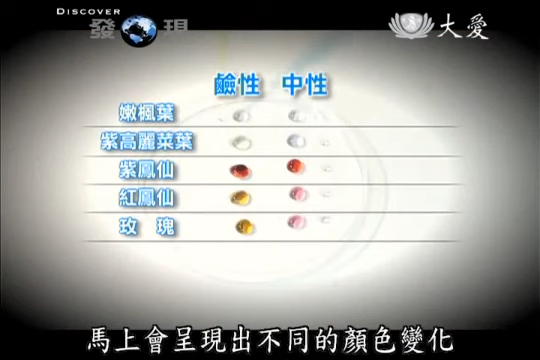 DISCOVER
發現
大愛
鹼性 中性
嫩楓葉
紫高麗菜葉
紫鳳仙
紅鳳仙
玫瑰
馬上會呈現出不同的顏色變化